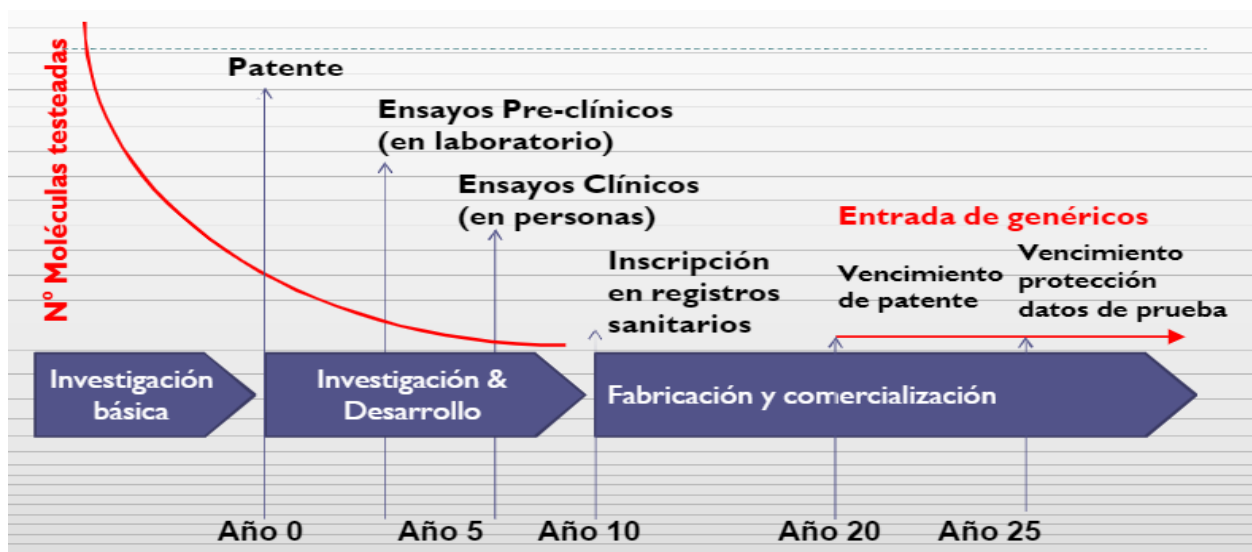 Nº Moléculas testeadas
Patente
Ensayos Pre-clínicos
(en laboratorio)
Ensayos Clínicos
(en personas)
Inscripción
en registros
sanitarios
Entrada de genéricos
Vencimiento
de patente
Vencimiento
protección
datos de prueba
Investigación
básica
Investigación &
Desarrollo
Fabricación y comercialización
Año 0
Año 5
Año 10
Año 20
Año 25